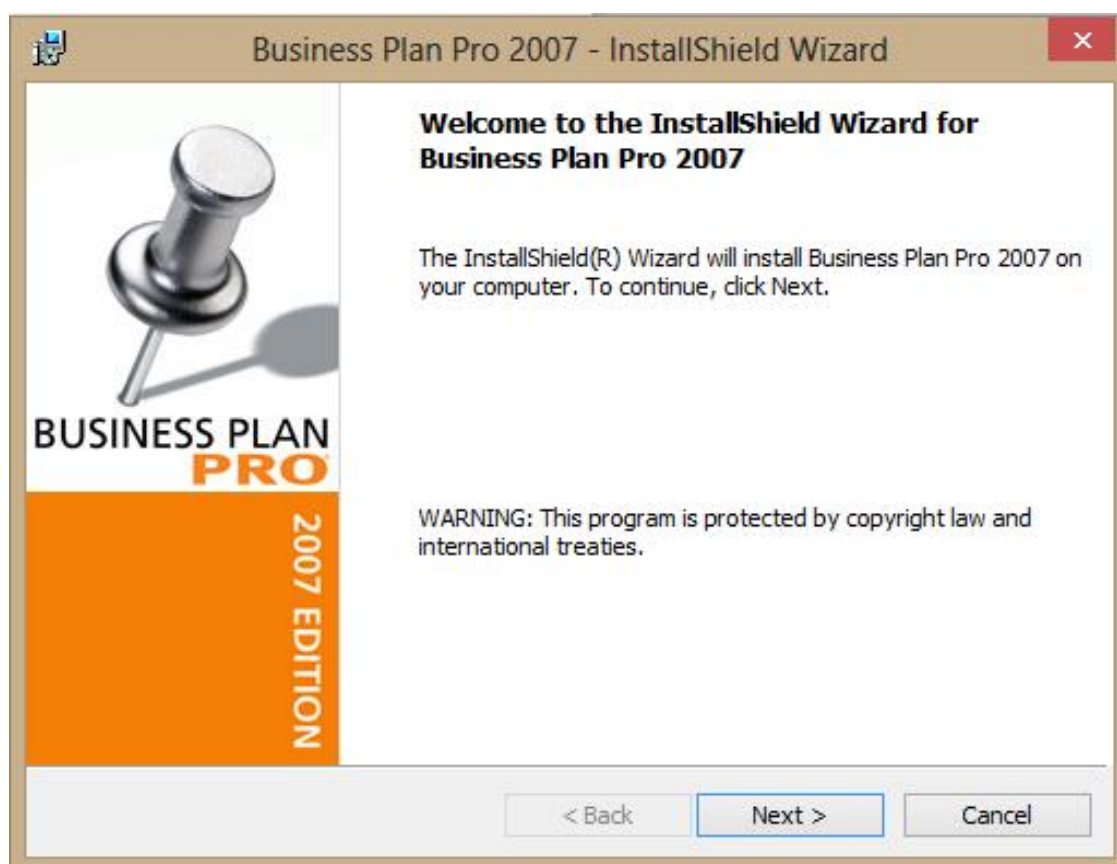 Business Plan Pro 2007 - InstallShield Wizard
Welcome to the InstallShield Wizard for
Business Plan Pro 2007
The InstallShield(R) Wizard will install Business Plan Pro 2007 on
your computer. To continue, click Next.
BUSINESS PLAN
PRO
2007 EDITION
WARNING: This program is protected by copyright law and
international treaties.
< Back
Next >
Cancel